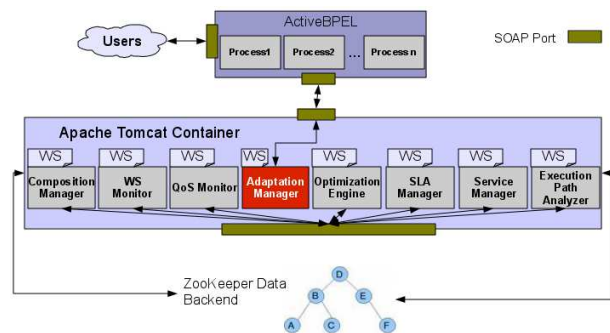 ActiveBPEL
Users
Process1
Process2
...
Process n
SOAP Port
Apache Tomcat Container
WS
WS
WS
WS
WS
WS
WS
WS
Composition
Manager
WS
Monitor
QoS Monitor
Adaptation
Manager
Optimization
Engine
SLA
Manager
Service
Manager
Execution
Path
Analyzer
ZooKeeper Data
Backend
D
B
E
A
C
F